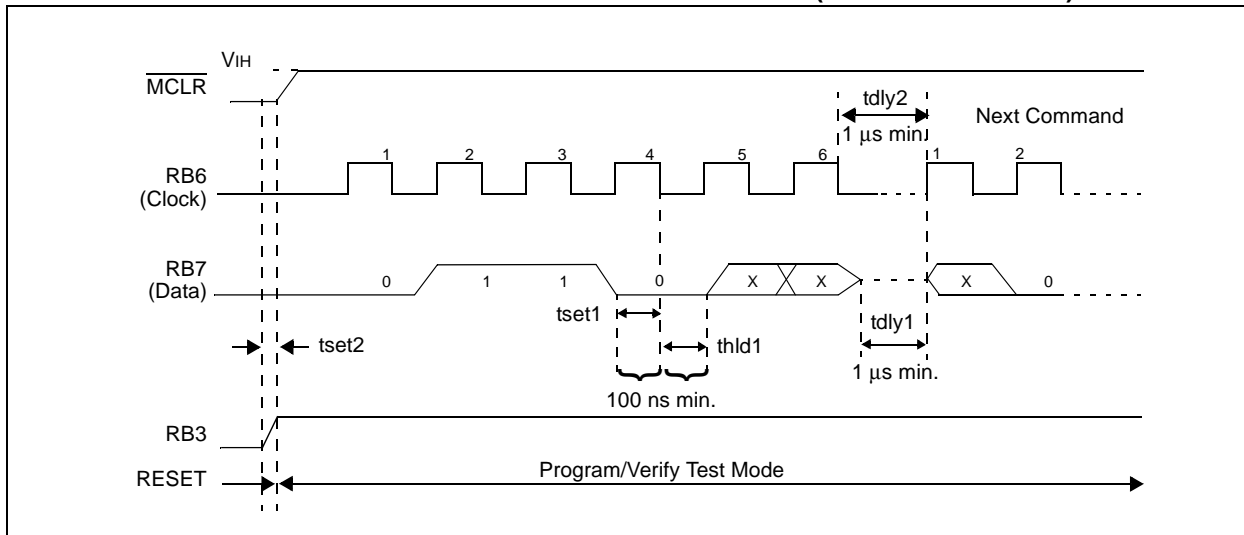 VIH
MCLR
tdly2
Next Command
1 µs min.
1 2 3 4 5 6 1 2
RB6
(Clock)
RB7
(Data)
0 1 1 0 X X X 0
tset1
tdly1
tset2
thld1
1 µs min.
100 ns min.
RB3
RESET
Program/Verify Test Mode